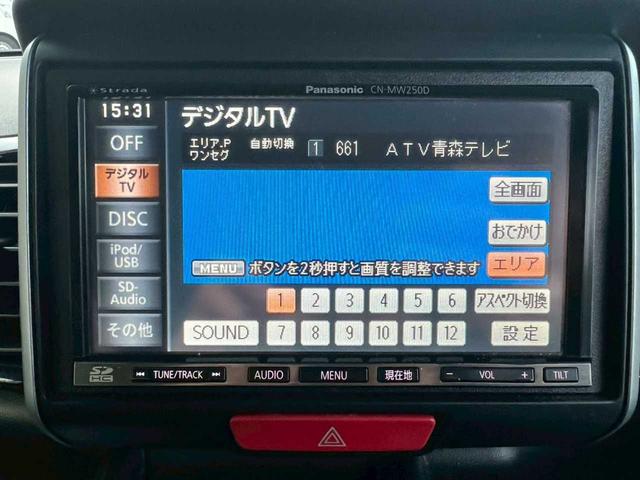 Strada
Panasonic
CN-MW250D
15:31
デジタルTV
OFF
エリア.P
ワンセグ
自動切換
1
661
ATV青森テレビ
デジタル
TV
全画面
DISC
おでかけ
iPod/
USB
MENU ボタンを2秒押すと画質を調整できます
エリア
SD-
Audio
1 2 3 4 5 6
アスペクト切換
その他
SOUND
7 8 9 10 11 12
設定
SD
HC
TUNE/TRACK
AUDIO
MENU
現在地
- VOL +
TILT